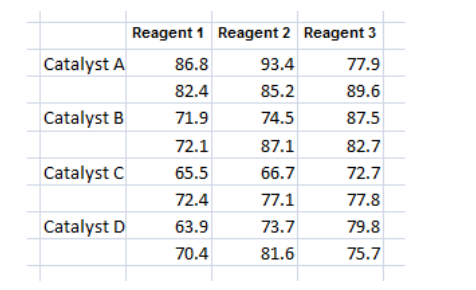 Reagent 1 Reagent 2 Reagent 3
Catalyst A 86.8 93.4 77.9
82.4 85.2 89.6
Catalyst B 71.9 74.5 87.5
72.1 87.1 82.7
Catalyst C 65.5 66.7 72.7
72.4 77.1 77.8
Catalyst D 63.9 73.7 79.8
70.4 81.6 75.7